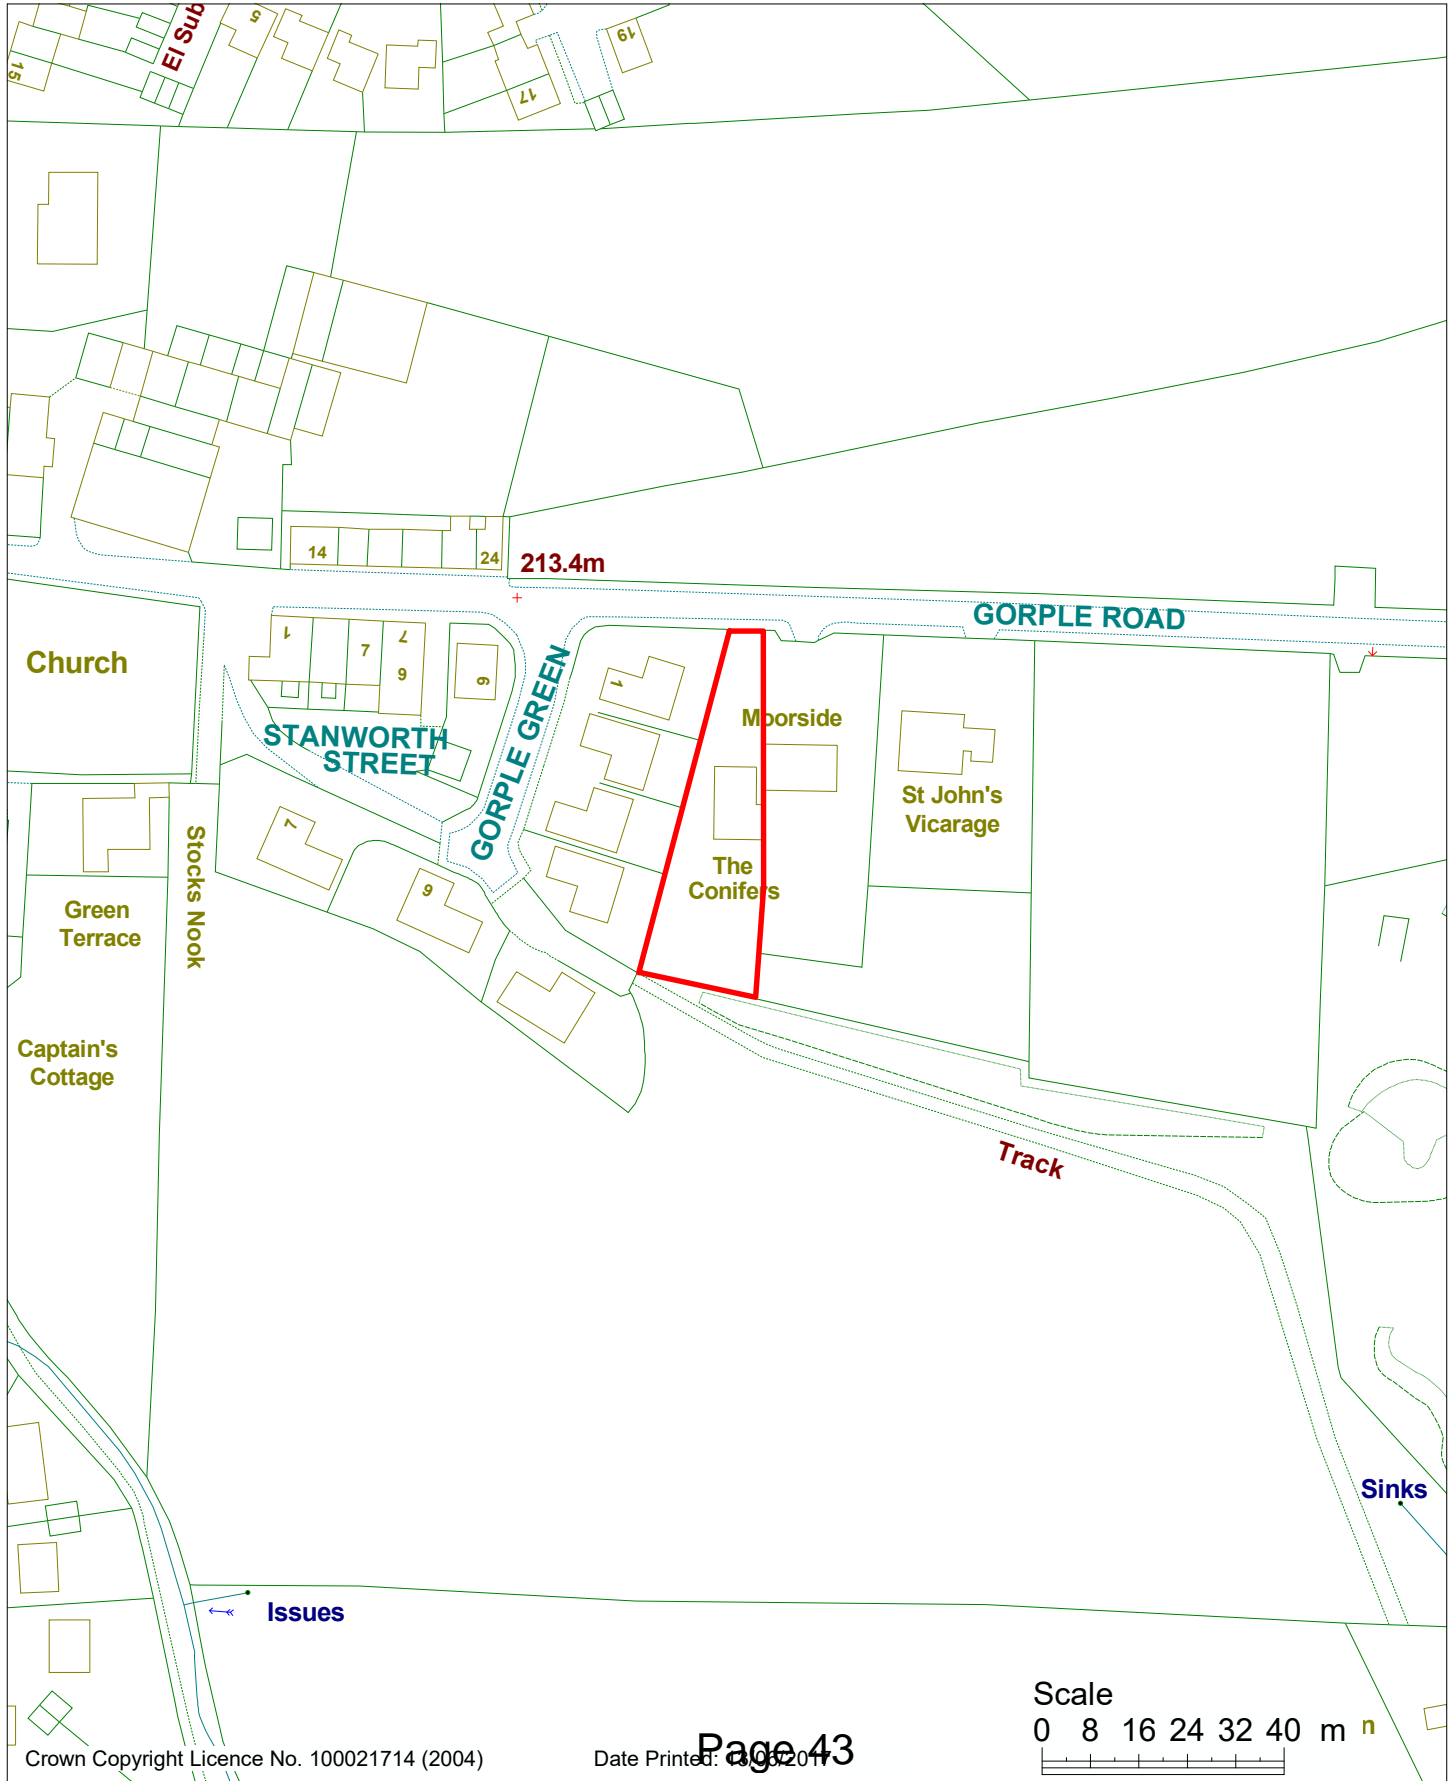 El Sub
5
15
17
19
14
24
213.4m
GORPLE ROAD
Church
1
7
7
9
9
STANWORTH
STREET
GORPLE GREEN
1
Moorside
St John's
Vicarage
The
Conifers
7
9
Stocks Nook
Green
Terrace
Captain's
Cottage
Track
Sinks
Issues
Scale
0 8 16 24 32 40 m
n
Page 43
Crown Copyright Licence No. 100021714 (2004)
Date Printed: